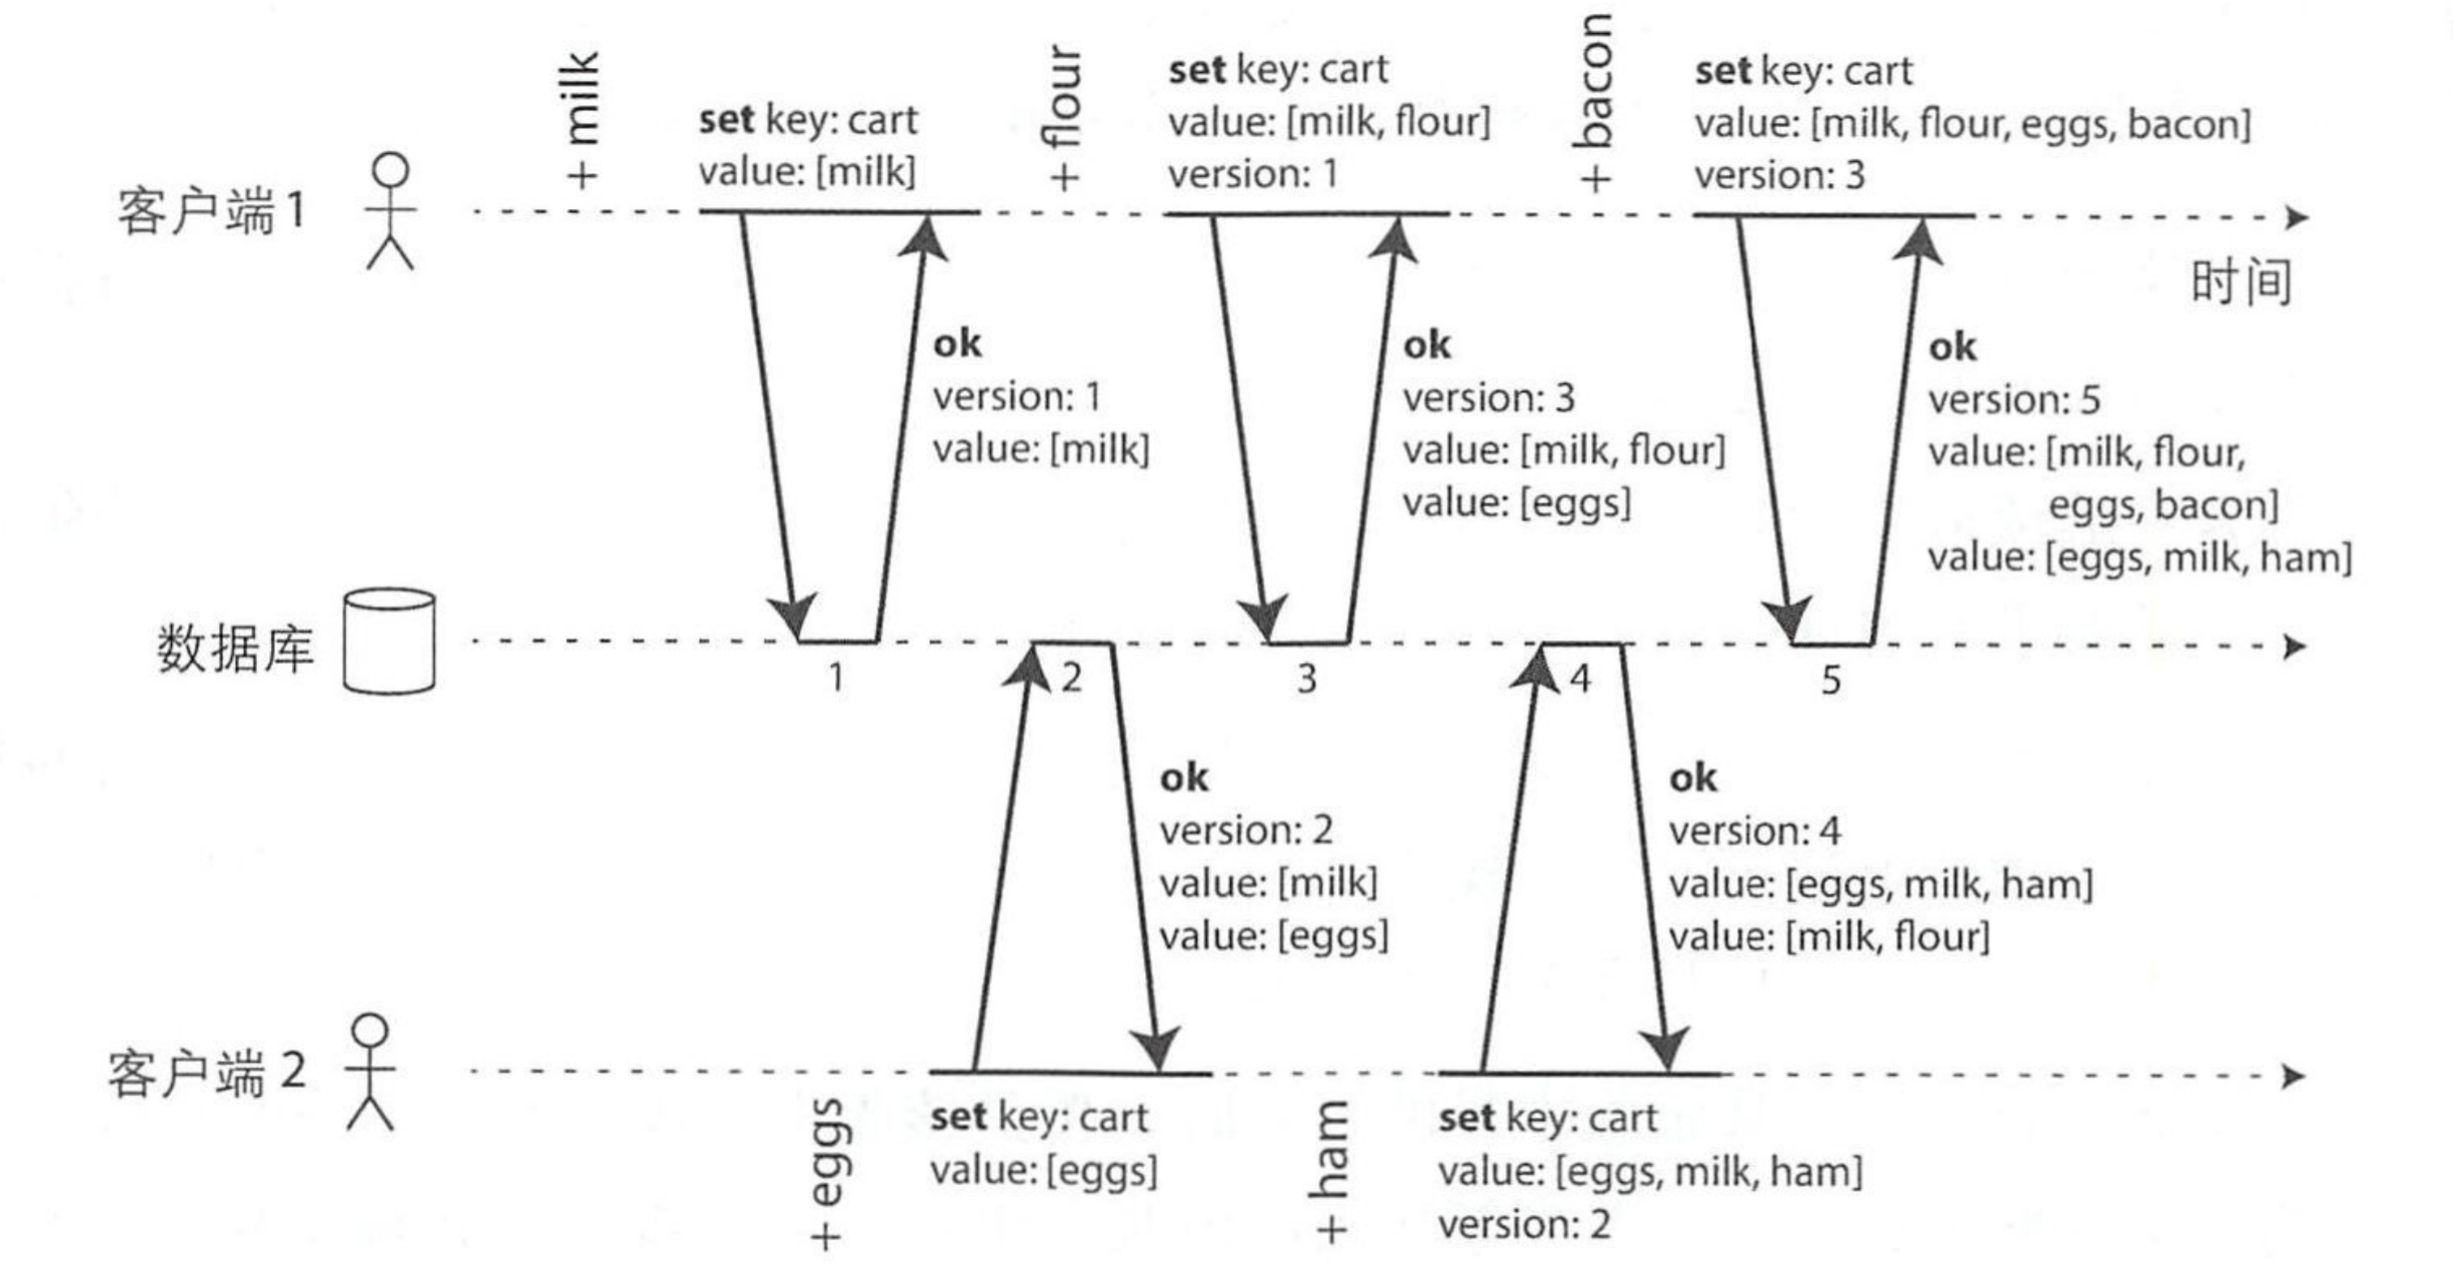 + milk
set key: cart
value: [milk]
+ flour
set key: cart
value: [milk, flour]
version: 1
+ bacon
set key: cart
value: [milk, flour, eggs, bacon]
version: 3
客户端1
时间
ok
version: 1
value: [milk]
ok
version: 3
value: [milk, flour]
value: [eggs]
ok
version: 5
value: [milk, flour,
eggs, bacon]
value: [eggs, milk, ham]
数据库
1
2
3
4
5
ok
version: 2
value: [milk]
value: [eggs]
ok
version: 4
value: [eggs, milk, ham]
value: [milk, flour]
客户端2
+ eggs
set key: cart
value: [eggs]
+ ham
set key: cart
value: [eggs, milk, ham]
version: 2